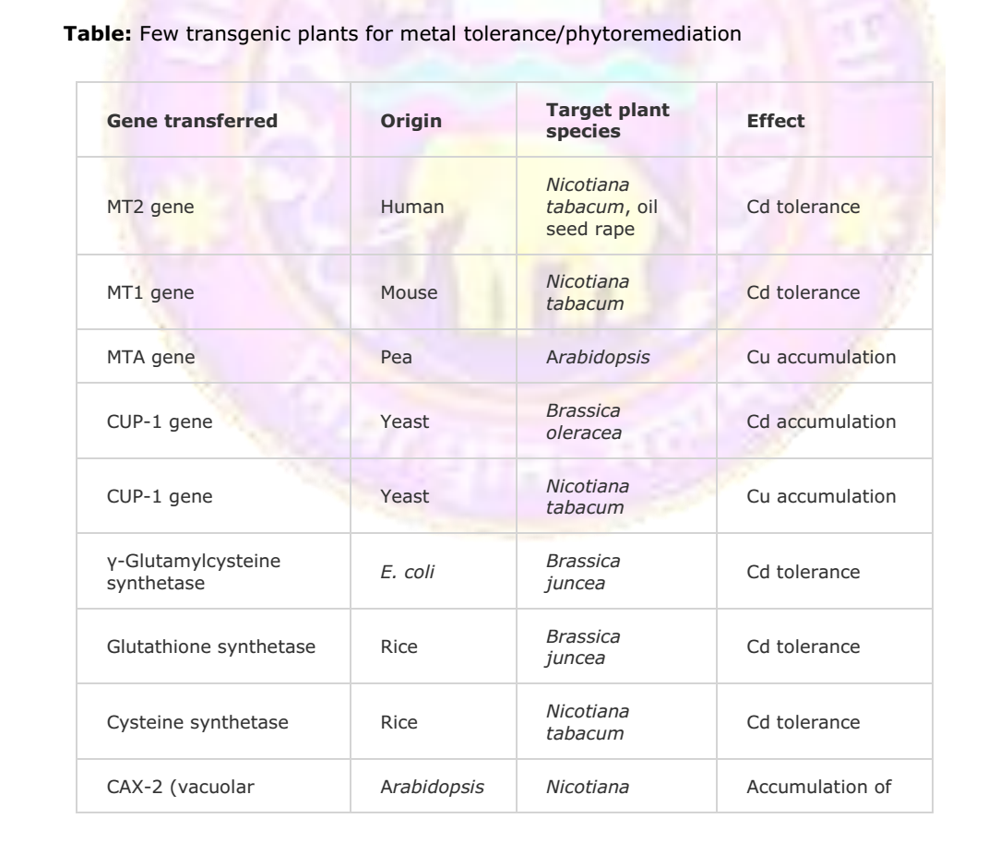 Table: Few transgenic plants for metal tolerance/phytoremediation
Gene transferred Origin Target plant species Effect
MT2 gene Human Nicotiana tabacum, oil seed rape Cd tolerance
MT1 gene Mouse Nicotiana tabacum Cd tolerance
MTA gene Pea Arabidopsis Cu accumulation
CUP-1 gene Yeast Brassica oleracea Cd accumulation
CUP-1 gene Yeast Nicotiana tabacum Cu accumulation
γ-Glutamylcysteine synthetase E. coli Brassica juncea Cd tolerance
Glutathione synthetase Rice Brassica juncea Cd tolerance
Cysteine synthetase Rice Nicotiana tabacum Cd tolerance
CAX-2 (vacuolar Arabidopsis Nicotiana Accumulation of